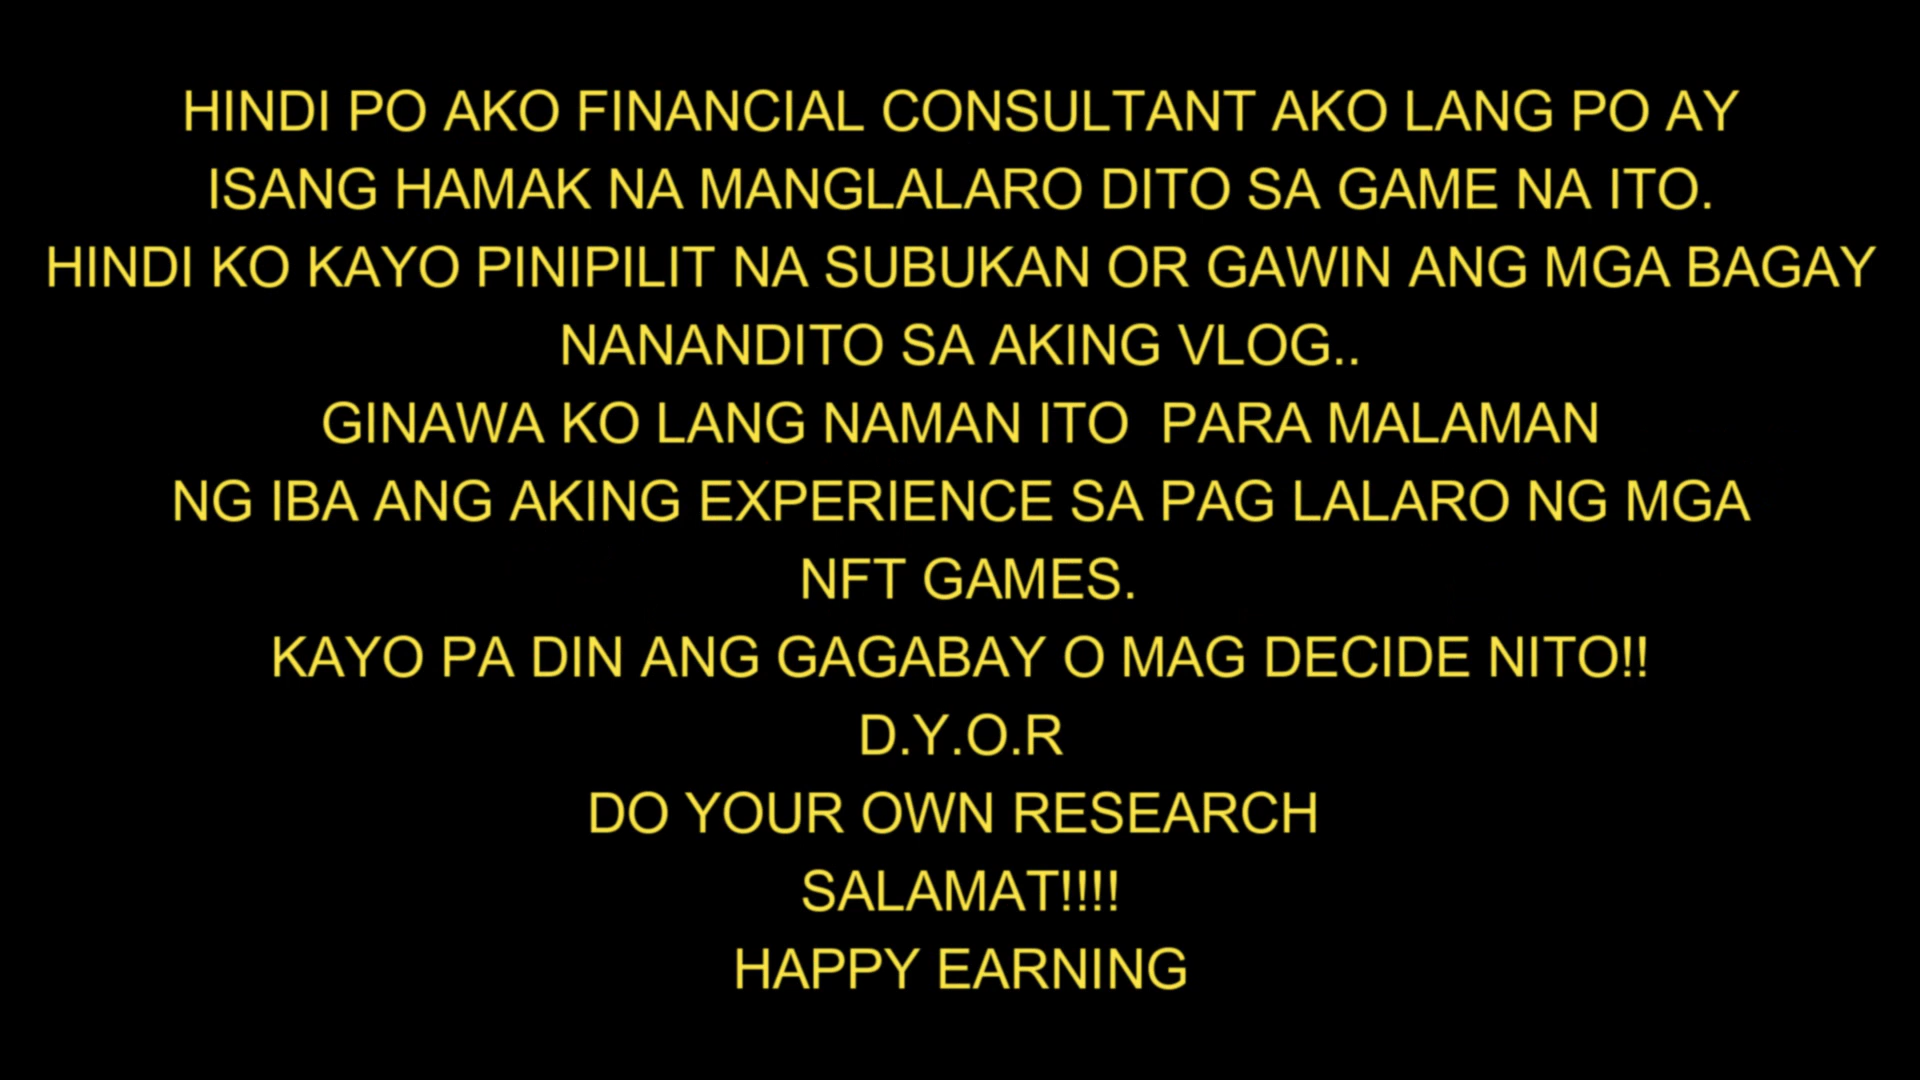 HINDI PO AKO FINANCIAL CONSULTANT AKO LANG PO AY
ISANG HAMAK NA MANGLALARO DITO SA GAME NA ITO.
HINDI KO KAYO PINIPILIT NA SUBUKAN OR GAWIN ANG MGA BAGAY
NANANDITO SA AKING VLOG..
GINAWA KO LANG NAMAN ITO  PARA MALAMAN
NG IBA ANG AKING EXPERIENCE SA PAG LALARO NG MGA
NFT GAMES.
KAYO PA DIN ANG GAGABAY O MAG DECIDE NITO!!
D.Y.O.R
DO YOUR OWN RESEARCH
SALAMAT!!!!
HAPPY EARNING